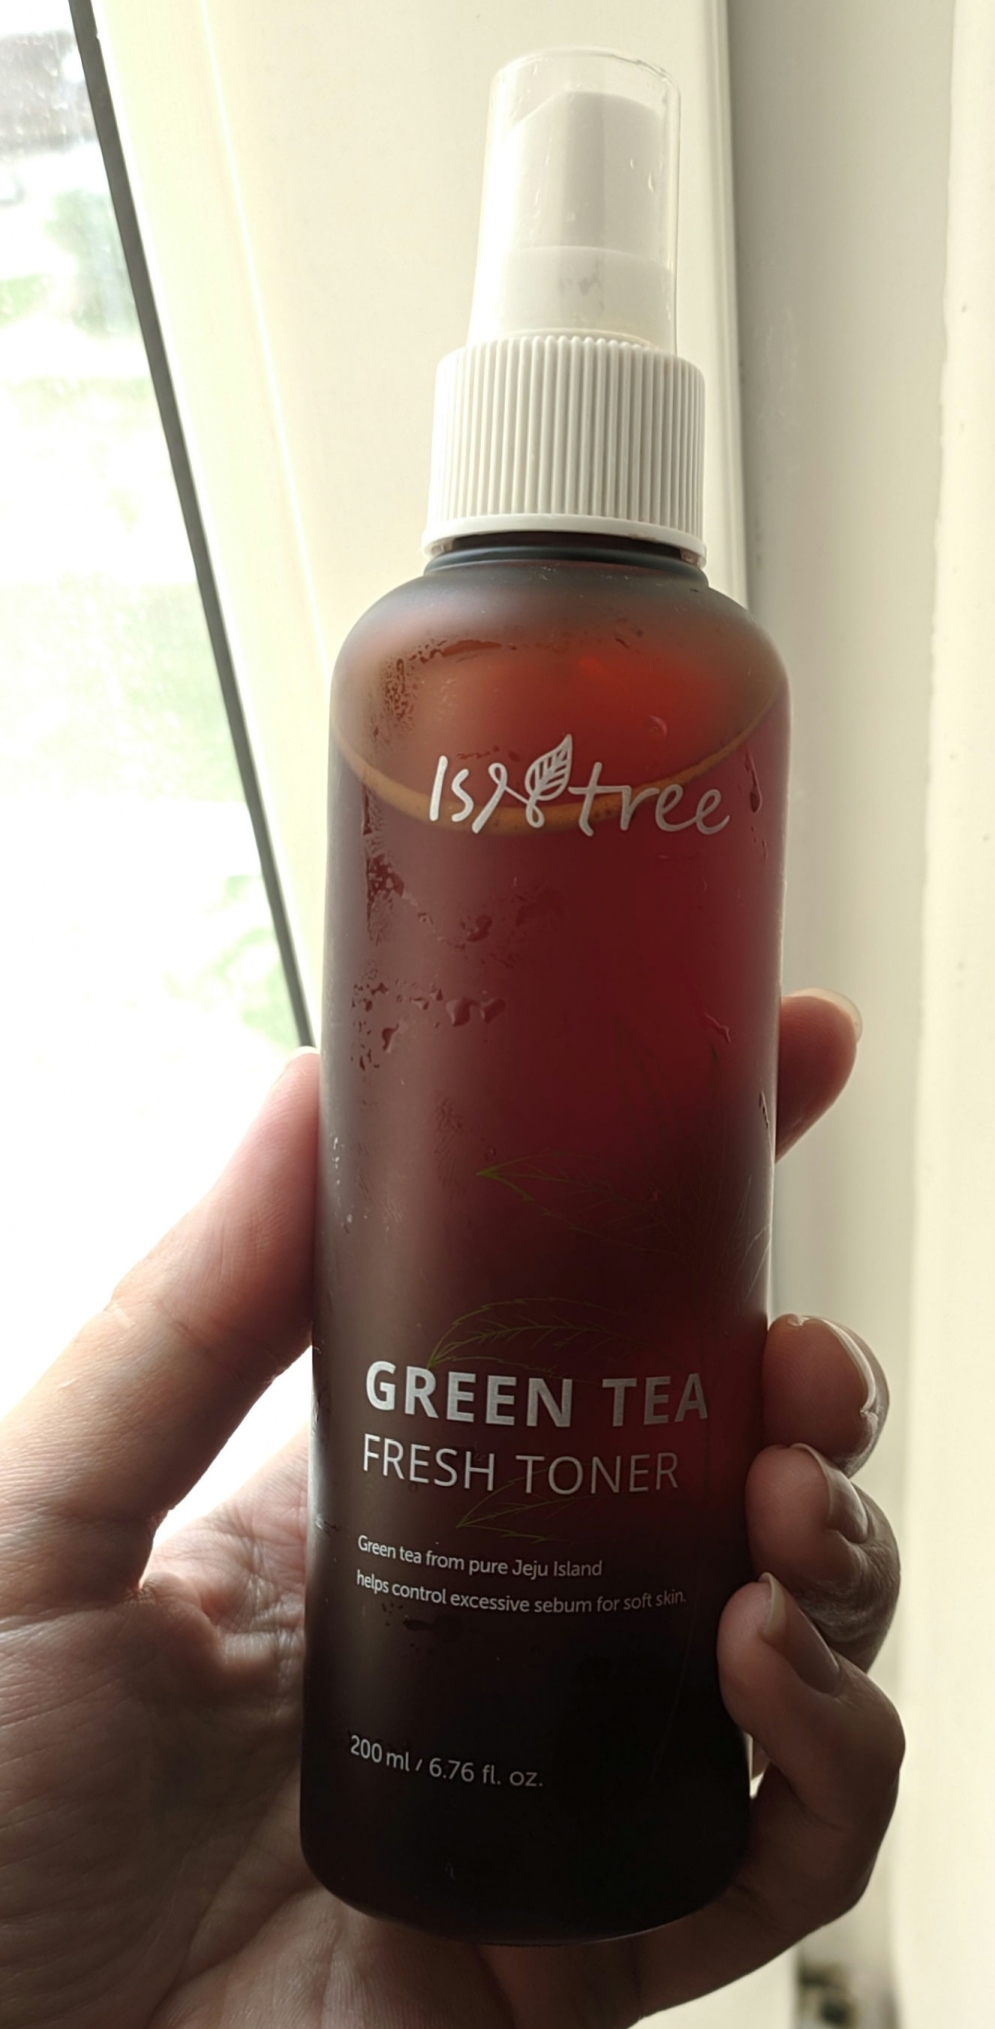 Isntree
GREEN TEA
FRESH TONER
Green tea from pure Jeju Island
helps control excessive sebum for soft skin.
200 ml / 6.76 fl. oz.